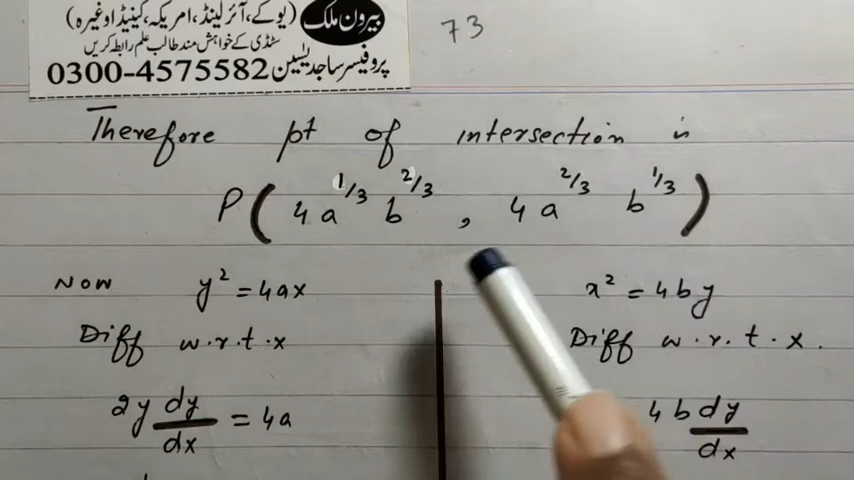 بیرون ملک (یوکے،آئرلینڈ،امریکہ،کینیڈا وغیرہ)
سٹڈی کے خواہش مند طالب علم رابطہ کریں
پروفیسر ساجد یٰسین 0300-4575582
73
Therefore pt of intersection is
P(4a^{1/3} b^{2/3}, 4a^{2/3} b^{1/3})
Now y² = 4ax
Diff w.r.t.x
2y dy/dx = 4a
x² = 4by
Diff w.r.t.x.
4b dy/dx